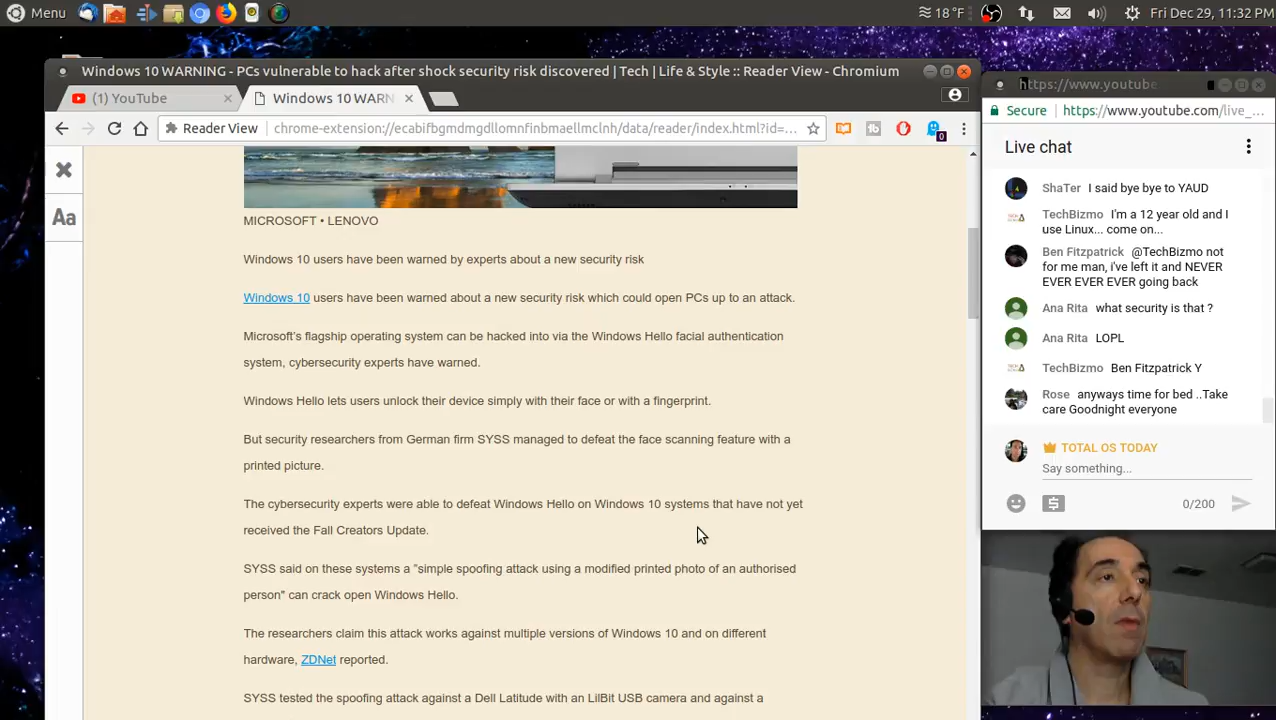 Menu
18 °F
Fri Dec 29, 11:32 PM
Windows 10 WARNING - PCs vulnerable to hack after shock security risk discovered | Tech | Life & Style :: Reader View - Chromium
(1) YouTube
Windows 10 WARN
Reader View
chrome-extension://ecabifbgmdmgdllomnfinbmaellmclnh/data/reader/index.html?id=...
0
Aa
MICROSOFT • LENOVO
Windows 10 users have been warned by experts about a new security risk
Windows 10 users have been warned about a new security risk which could open PCs up to an attack.
Microsoft's flagship operating system can be hacked into via the Windows Hello facial authentication
system, cybersecurity experts have warned.
Windows Hello lets users unlock their device simply with their face or with a fingerprint.
But security researchers from German firm SYSS managed to defeat the face scanning feature with a
printed picture.
The cybersecurity experts were able to defeat Windows Hello on Windows 10 systems that have not yet
received the Fall Creators Update.
SYSS said on these systems a "simple spoofing attack using a modified printed photo of an authorised
person" can crack open Windows Hello.
The researchers claim this attack works against multiple versions of Windows 10 and on different
hardware, ZDNet reported.
SYSS tested the spoofing attack against a Dell Latitude with an LilBit USB camera and against a
https://www.youtube
Secure
https://www.youtube.com/live_...
Live chat
ShaTer I said bye bye to YAUD
TechBizmo I'm a 12 year old and I
use Linux... come on...
Ben Fitzpatrick @TechBizmo not
for me man, i've left it and NEVER
EVER EVER EVER going back
Ana Rita what security is that ?
Ana Rita LOPL
TechBizmo Ben Fitzpatrick Y
Rose anyways time for bed ..Take
care Goodnight everyone
TOTAL OS TODAY
Say something...
0/200